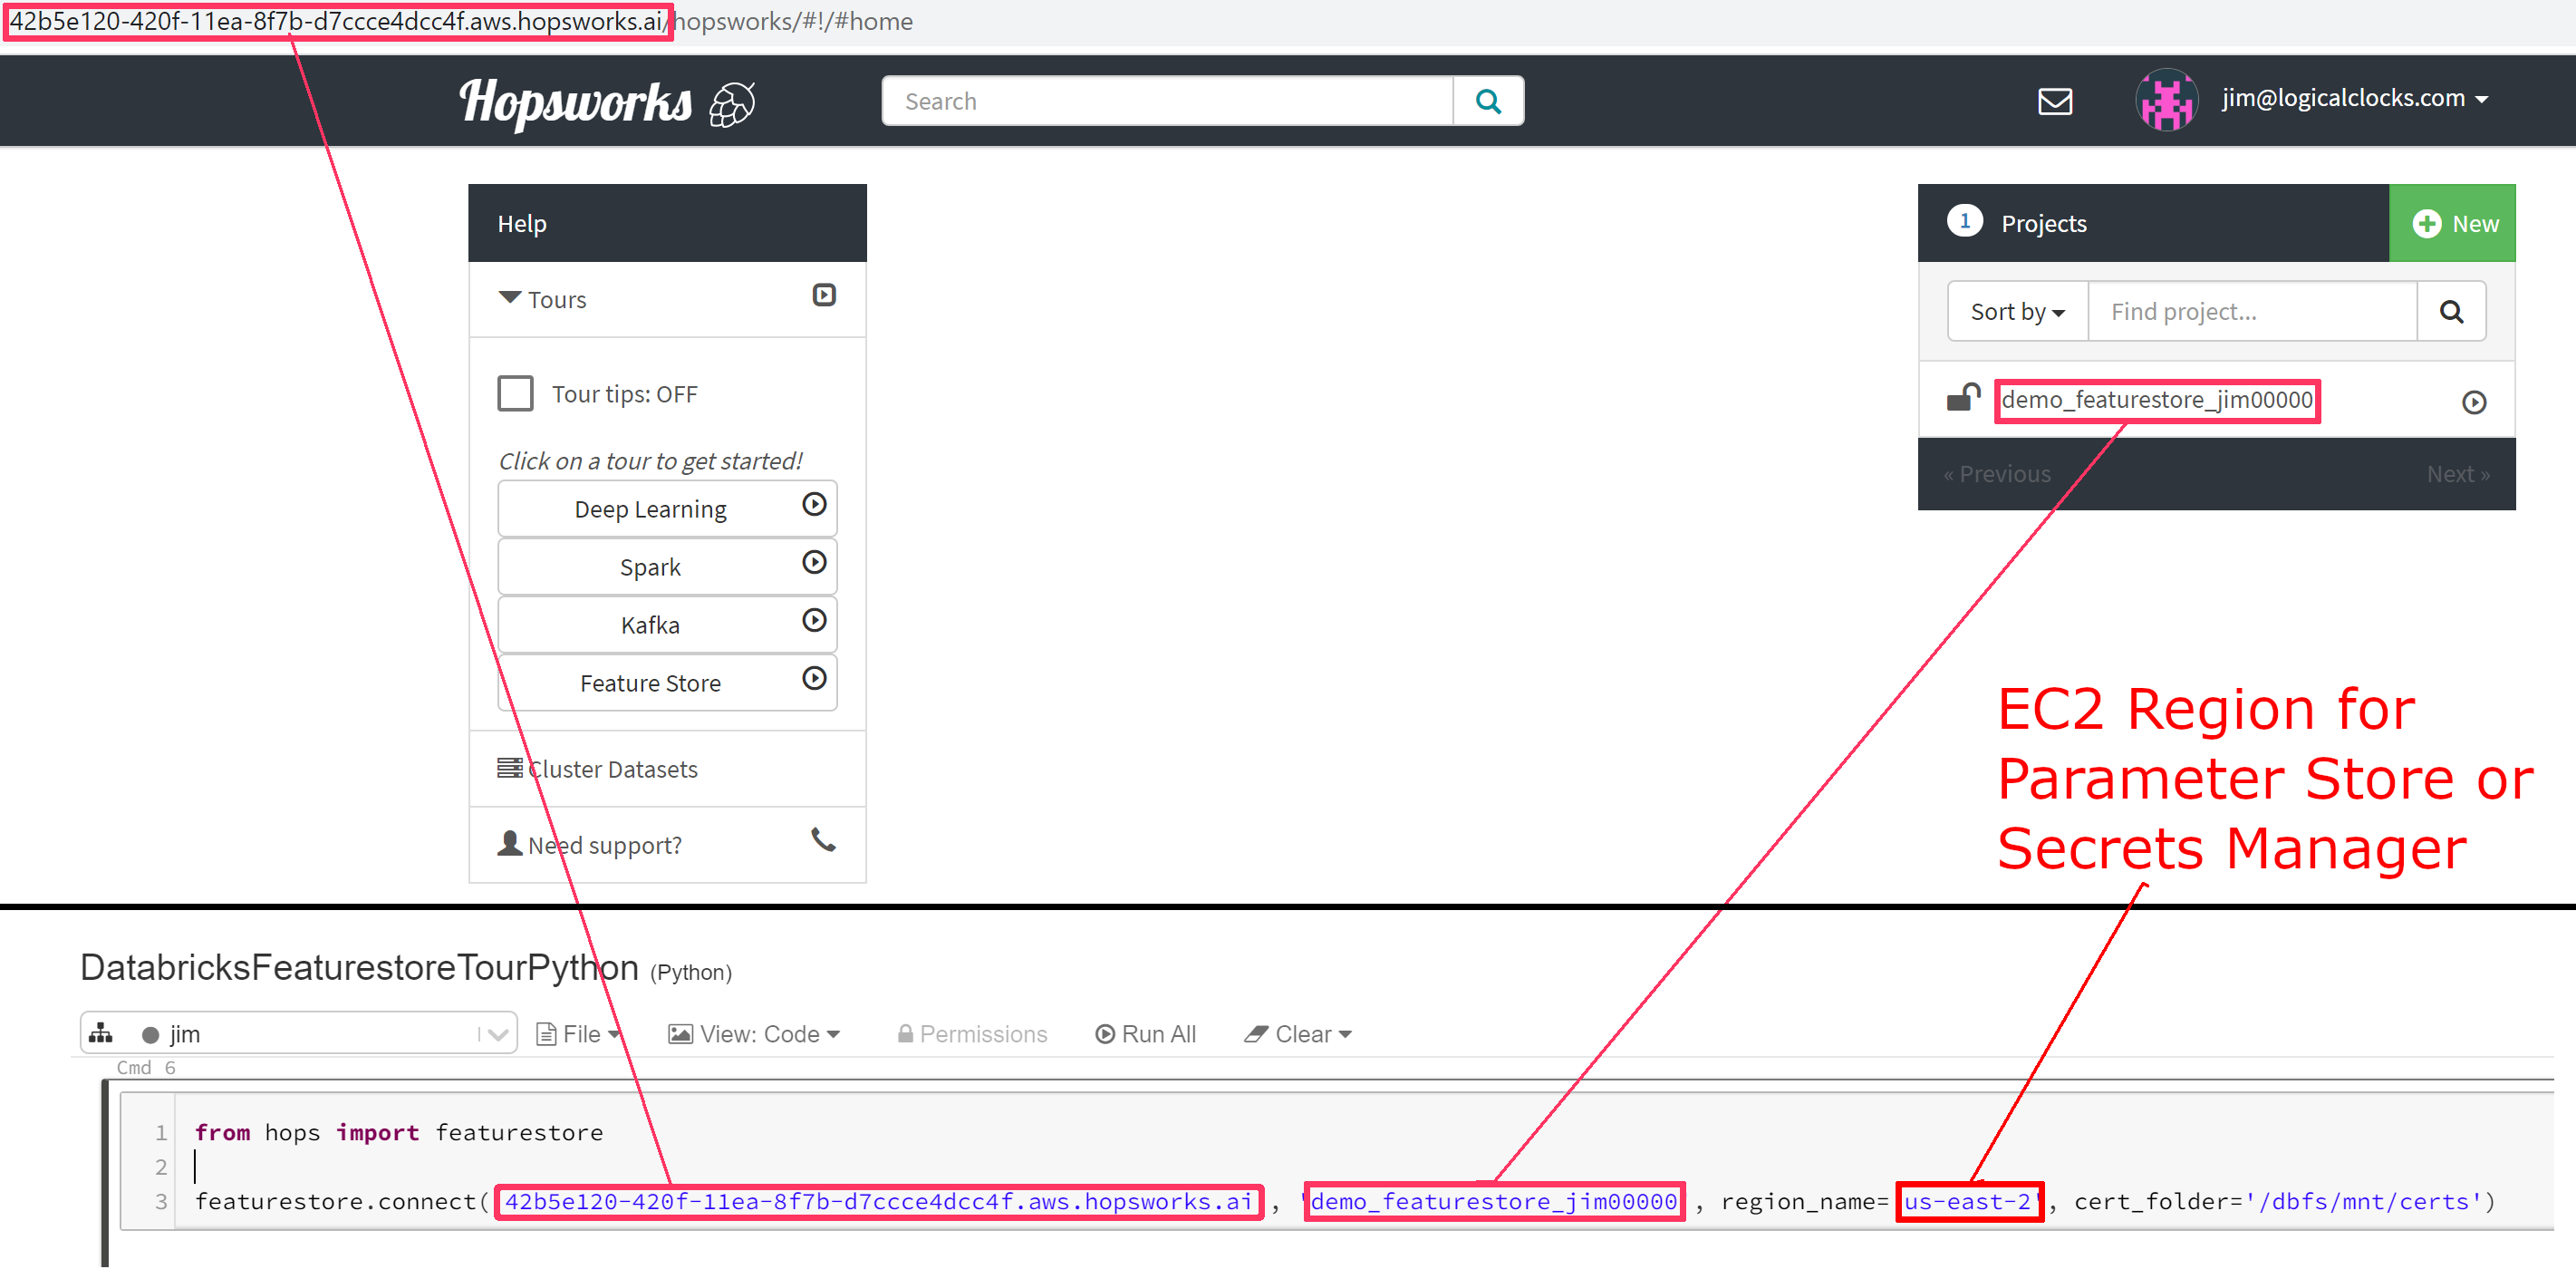 42b5e120-420f-11ea-8f7b-d7ccce4dcc4f.aws.hopsworks.ai/hopsworks/#!/#home
Hopsworks
Search
jim@logicalclocks.com
Help
Tours
Tour tips: OFF
Click on a tour to get started!
Deep Learning
Spark
Kafka
Feature Store
Cluster Datasets
Need support?
1 Projects
New
Sort by
Find project...
demo_featurestore_jim00000
« Previous
Next »
EC2 Region for
Parameter Store or
Secrets Manager
DatabricksFeaturestoreTourPython (Python)
jim
File
View: Code
Permissions
Run All
Clear
Cmd 6
1 from hops import featurestore
2
3 featurestore.connect( 42b5e120-420f-11ea-8f7b-d7ccce4dcc4f.aws.hopsworks.ai , 'demo_featurestore_jim00000 , region_name= us-east-2', cert_folder='/dbfs/mnt/certs')